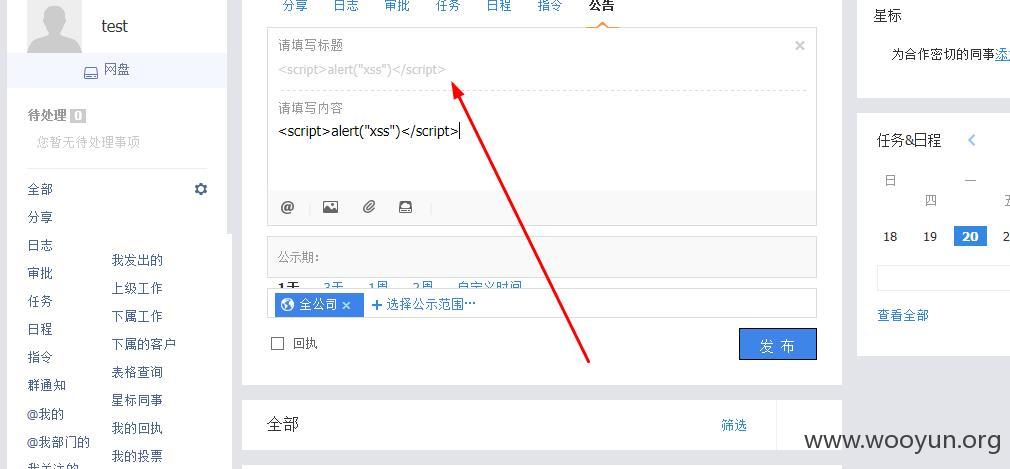 test
网盘
待处理 0
您暂无待处理事项
全部
分享
日志
审批
任务
日程
指令
群通知
@我的
@我部门的
我关注的
我发出的
上级工作
下属工作
下属的客户
表格查询
星标同事
我的回执
我的投票
分享 日志 审批 任务 日程 指令 公告
请填写标题
<script>alert("xss")</script>
请填写内容
<script>alert("xss")</script>
@
公示期:
1天 3天 1周 2周 自定义时间
全公司 × + 选择公示范围…
回执
发 布
全部 筛选
星标
为合作密切的同事添
任务&日程
日 一
四 五
18 19 20 2
查看全部
www.wooyun.org